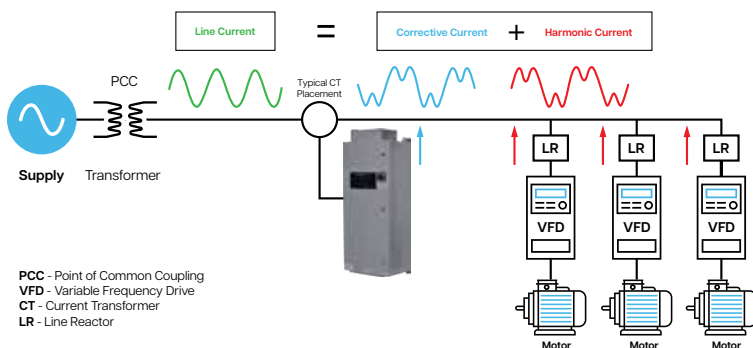 Line Current = Corrective Current + Harmonic Current
PCC
Typical CT
Placement
Supply Transformer
LR LR LR
VFD VFD VFD
PCC - Point of Common Coupling
VFD - Variable Frequency Drive
CT - Current Transformer
LR - Line Reactor
Motor Motor Motor